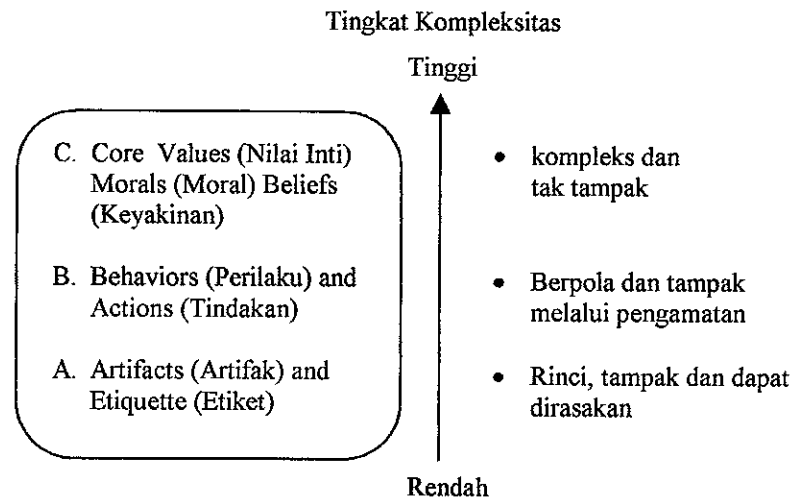 Tingkat Kompleksitas
Tinggi
C. Core Values (Nilai Inti)
Morals (Moral) Beliefs
(Keyakinan)
• kompleks dan
tak tampak
B. Behaviors (Perilaku) and
Actions (Tindakan)
• Berpola dan tampak
melalui pengamatan
A. Artifacts (Artifak) and
Etiquette (Etiket)
• Rinci, tampak dan dapat
dirasakan
Rendah